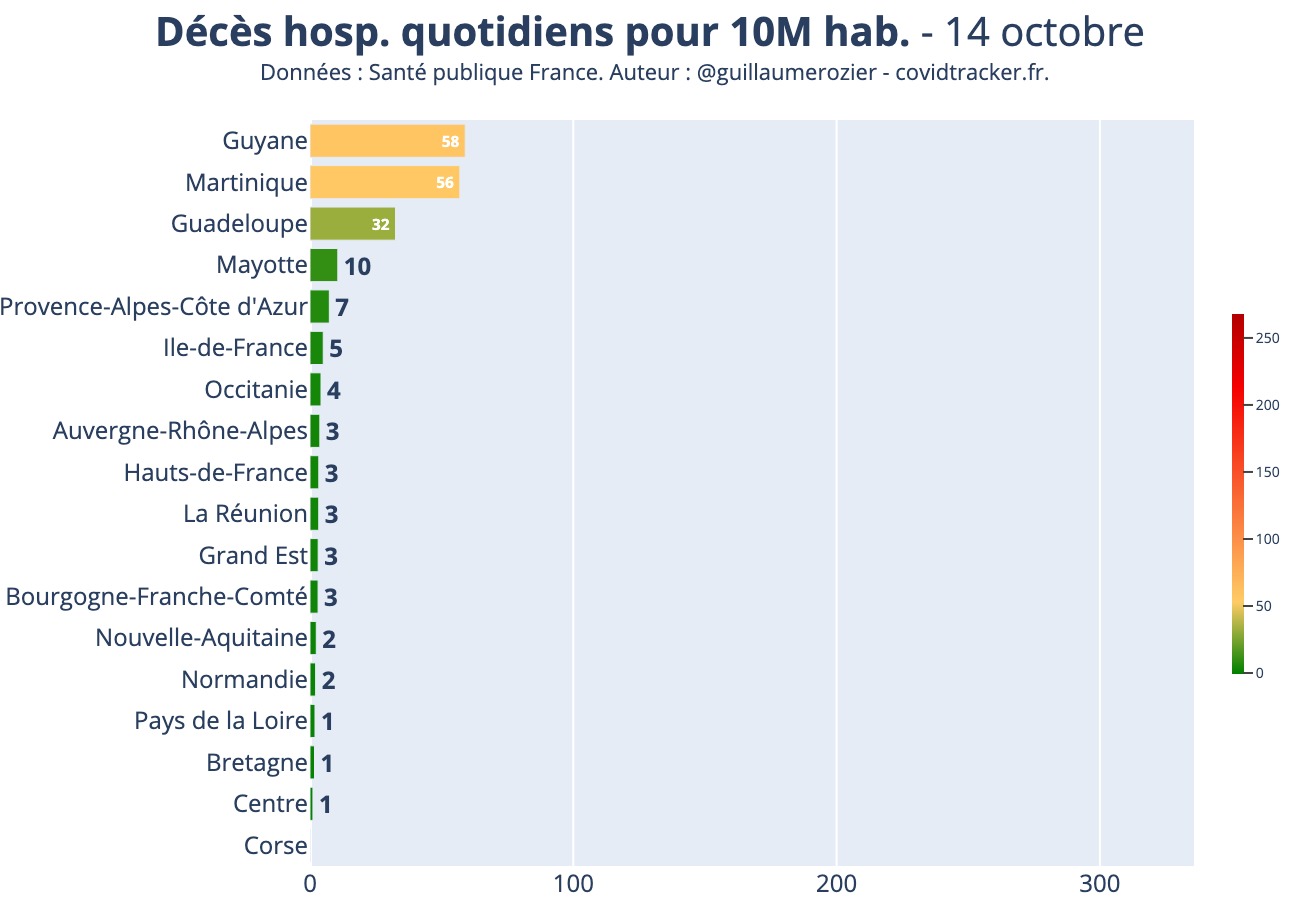 Décès hosp. quotidiens pour 10M hab. - 14 octobre
Données : Santé publique France. Auteur : @guillaumerozier - covidtracker.fr.
Guyane 58
Martinique 56
Guadeloupe 32
Mayotte 10
Provence-Alpes-Côte d'Azur 7
Ile-de-France 5
Occitanie 4
Auvergne-Rhône-Alpes 3
Hauts-de-France 3
La Réunion 3
Grand Est 3
Bourgogne-Franche-Comté 3
Nouvelle-Aquitaine 2
Normandie 2
Pays de la Loire 1
Bretagne 1
Centre 1
Corse
0 100 200 300
250
200
150
100
50
0